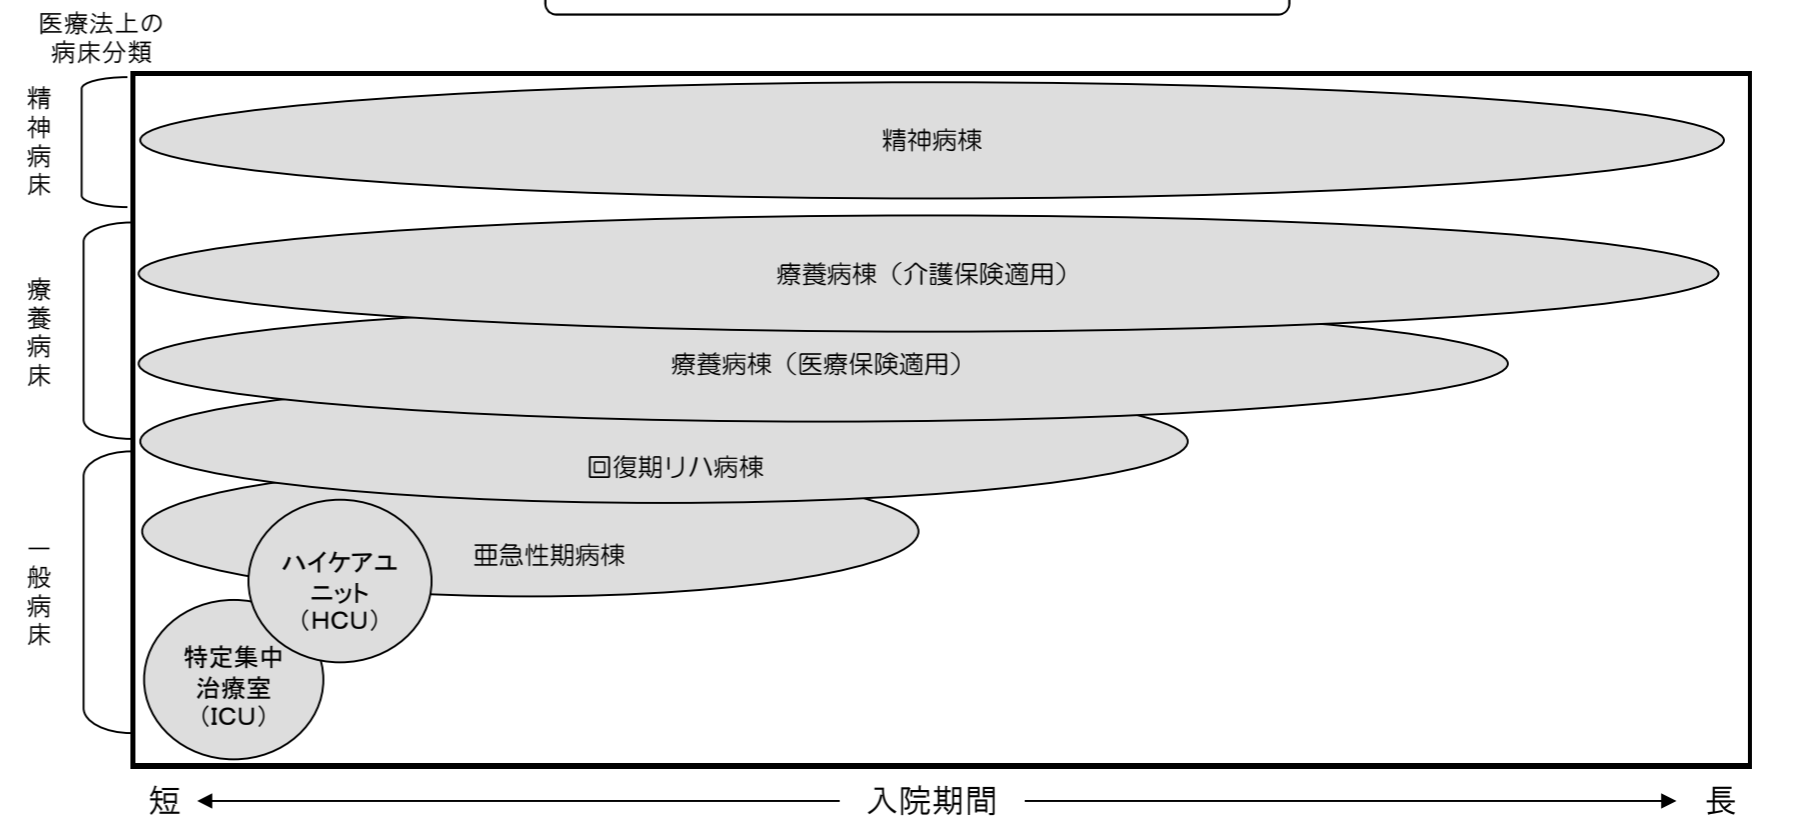 医療法上の
病床分類
精神病床
精神病棟
療養病床
療養病棟（介護保険適用）
療養病棟（医療保険適用）
回復期リハ病棟
一般病床
亜急性期病棟
ハイケアユ
ニット
（HCU）
特定集中
治療室
（ICU）
短
入院期間
長